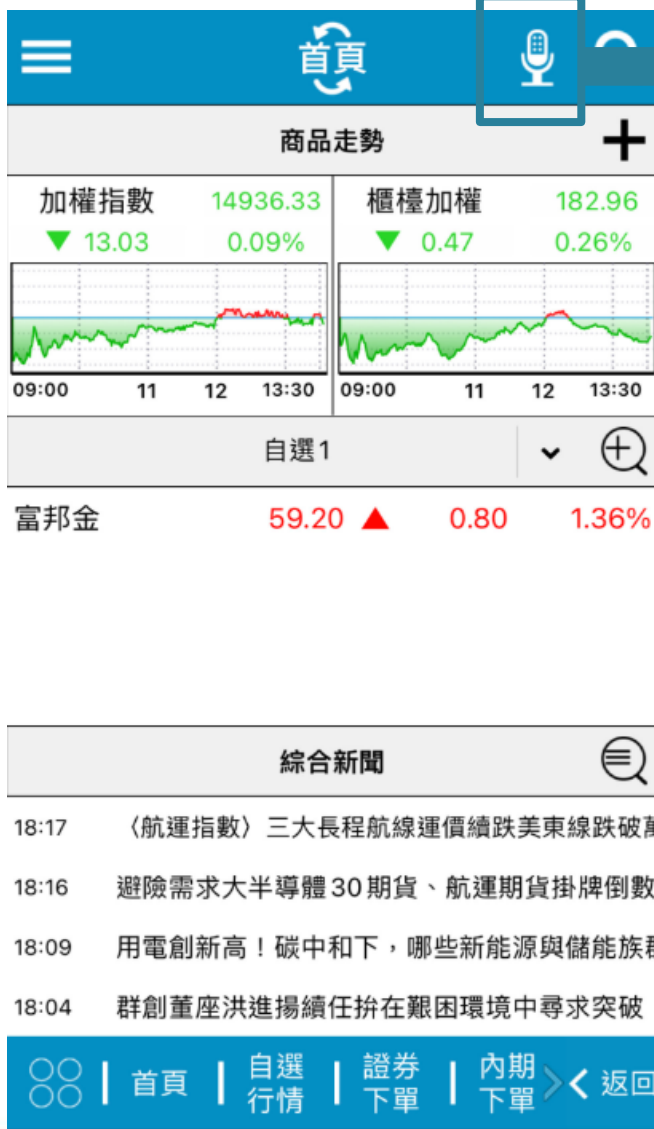 首頁
商品走勢
加權指數 14936.33
▼ 13.03 0.09%
櫃檯加權 182.96
▼ 0.47 0.26%
09:00 11 12 13:30
09:00 11 12 13:30
自選1
富邦金 59.20 ▲ 0.80 1.36%
綜合新聞
18:17 〈航運指數〉三大長程航線運價續跌美東線跌破
18:16 避險需求大半導體30期貨、航運期貨掛牌倒數
18:09 用電創新高！碳中和下，哪些新能源與儲能族
18:04 群創董座洪進揚續任拚在艱困環境中尋求突破
首頁
自選
行情
證券
下單
內期
下單
返回